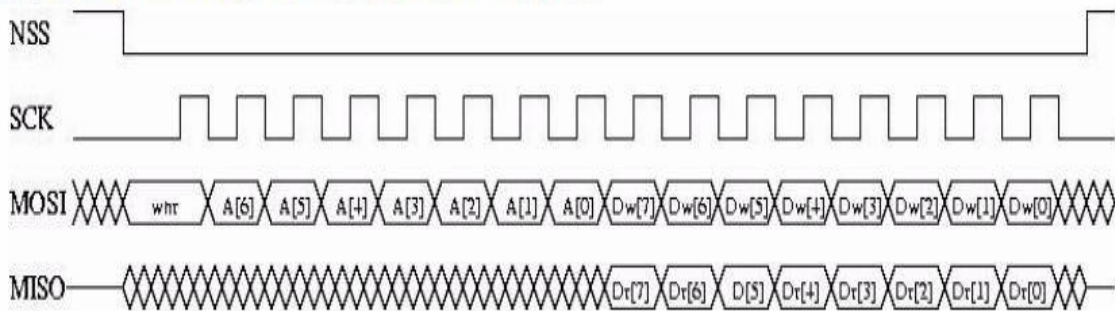 NSS
SCK
MOSI whr A[6] A[5] A[4] A[3] A[2] A[1] A[0] Dw[7] Dw[6] Dw[5] Dw[4] Dw[3] Dw[2] Dw[1] Dw[0]
MISO Dr[7] Dr[6] D[5] Dr[4] Dr[3] Dr[2] Dr[1] Dr[0]